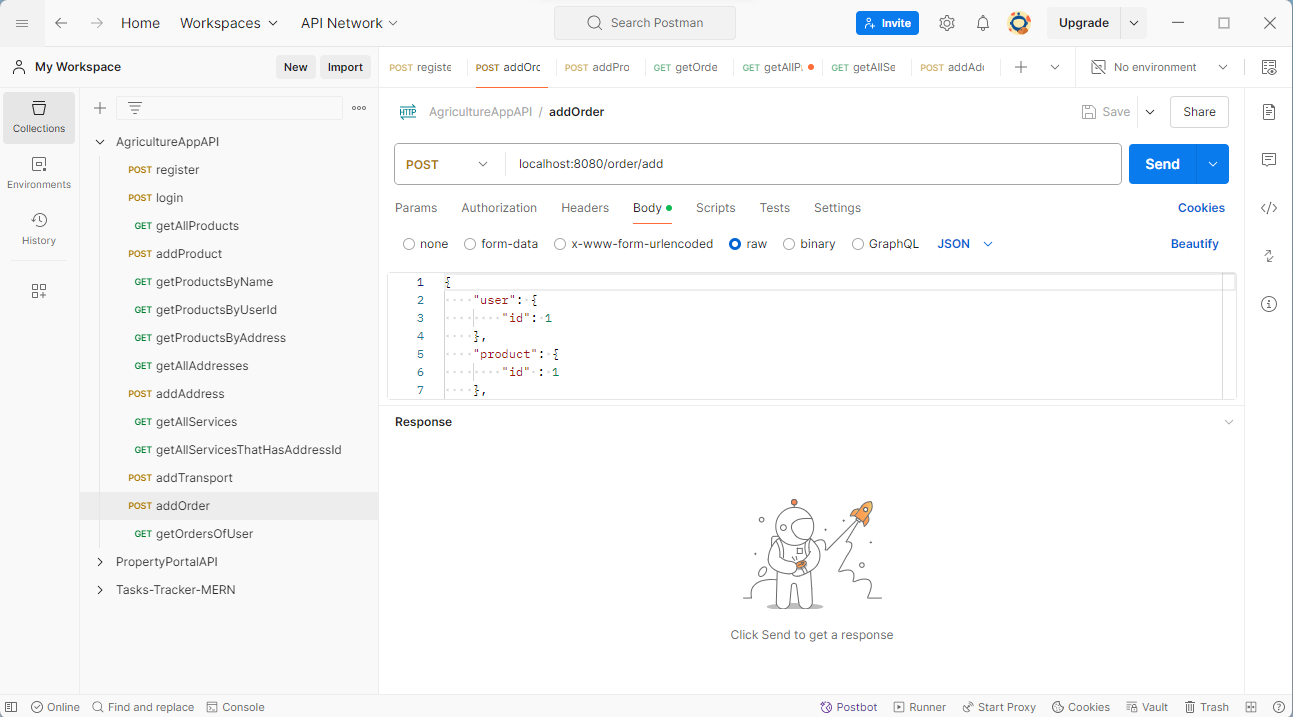 Home Workspaces API Network Search Postman Invite Upgrade
My Workspace New Import POST registe POST addOrc POST addPro GET getOrde GET getAllP GET getAllSe POST addAd No environment
Collections
Environments
History
AgricultureAppAPI
POST register
POST login
GET getAllProducts
POST addProduct
GET getProductsByName
GET getProductsByUserId
GET getProductsByAddress
GET getAllAddresses
POST addAddress
GET getAllServices
GET getAllServicesThatHasAddressId
POST addTransport
POST addOrder
GET getOrdersOfUser
PropertyPortalAPI
Tasks-Tracker-MERN
HTTP AgricultureAppAPI / addOrder Save Share
POST localhost:8080/order/add Send
Params Authorization Headers Body Scripts Tests Settings Cookies
none form-data x-www-form-urlencoded raw binary GraphQL JSON Beautify
1 {
2 "user": {
3 "id": 1
4 },
5 "product": {
6 "id" : 1
7 },
Response
Click Send to get a response
Online Find and replace Console Postbot Runner Start Proxy Cookies Vault Trash